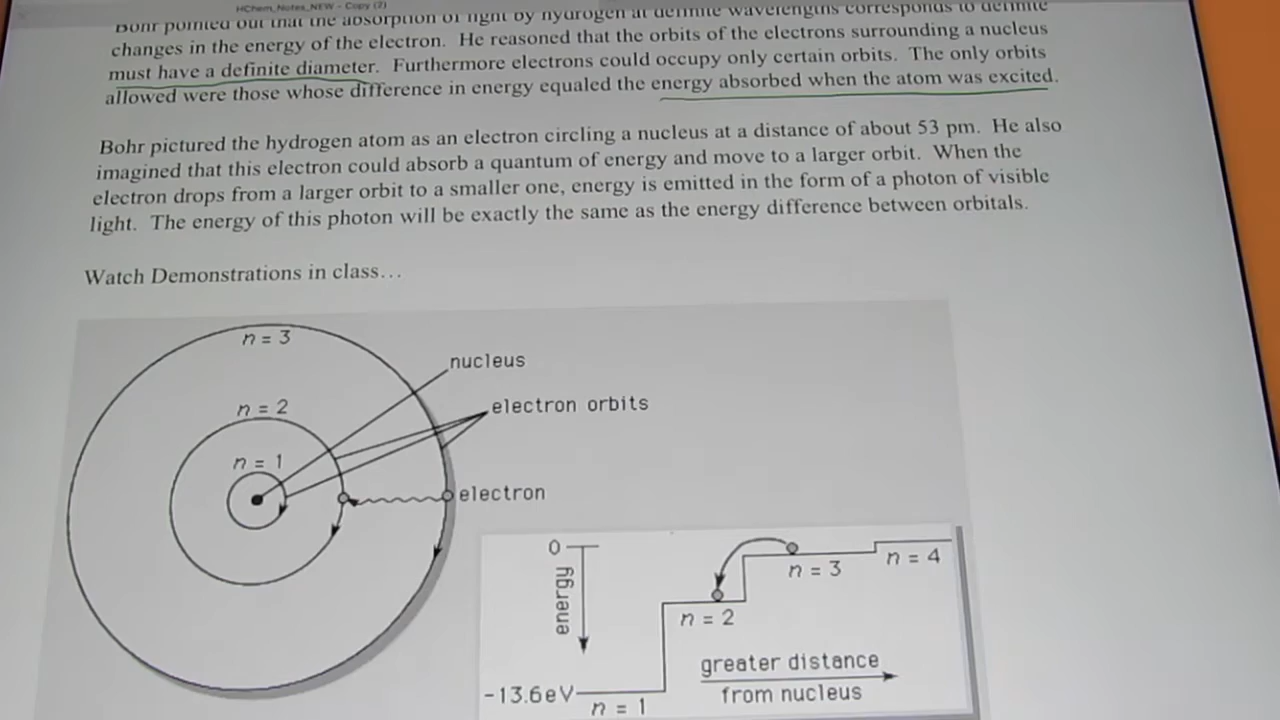 HChem_Notes_NEW - Copy (2)
Bohr pointed out that the absorption of light by hydrogen at definite wavelengths corresponds to definite
changes in the energy of the electron. He reasoned that the orbits of the electrons surrounding a nucleus
must have a definite diameter. Furthermore electrons could occupy only certain orbits. The only orbits
allowed were those whose difference in energy equaled the energy absorbed when the atom was excited.
Bohr pictured the hydrogen atom as an electron circling a nucleus at a distance of about 53 pm. He also
imagined that this electron could absorb a quantum of energy and move to a larger orbit. When the
electron drops from a larger orbit to a smaller one, energy is emitted in the form of a photon of visible
light. The energy of this photon will be exactly the same as the energy difference between orbitals.
Watch Demonstrations in class…
n = 3
nucleus
n = 2
electron orbits
n = 1
electron
0
energy
n = 4
n = 3
n = 2
greater distance
from nucleus
-13.6eV
n = 1